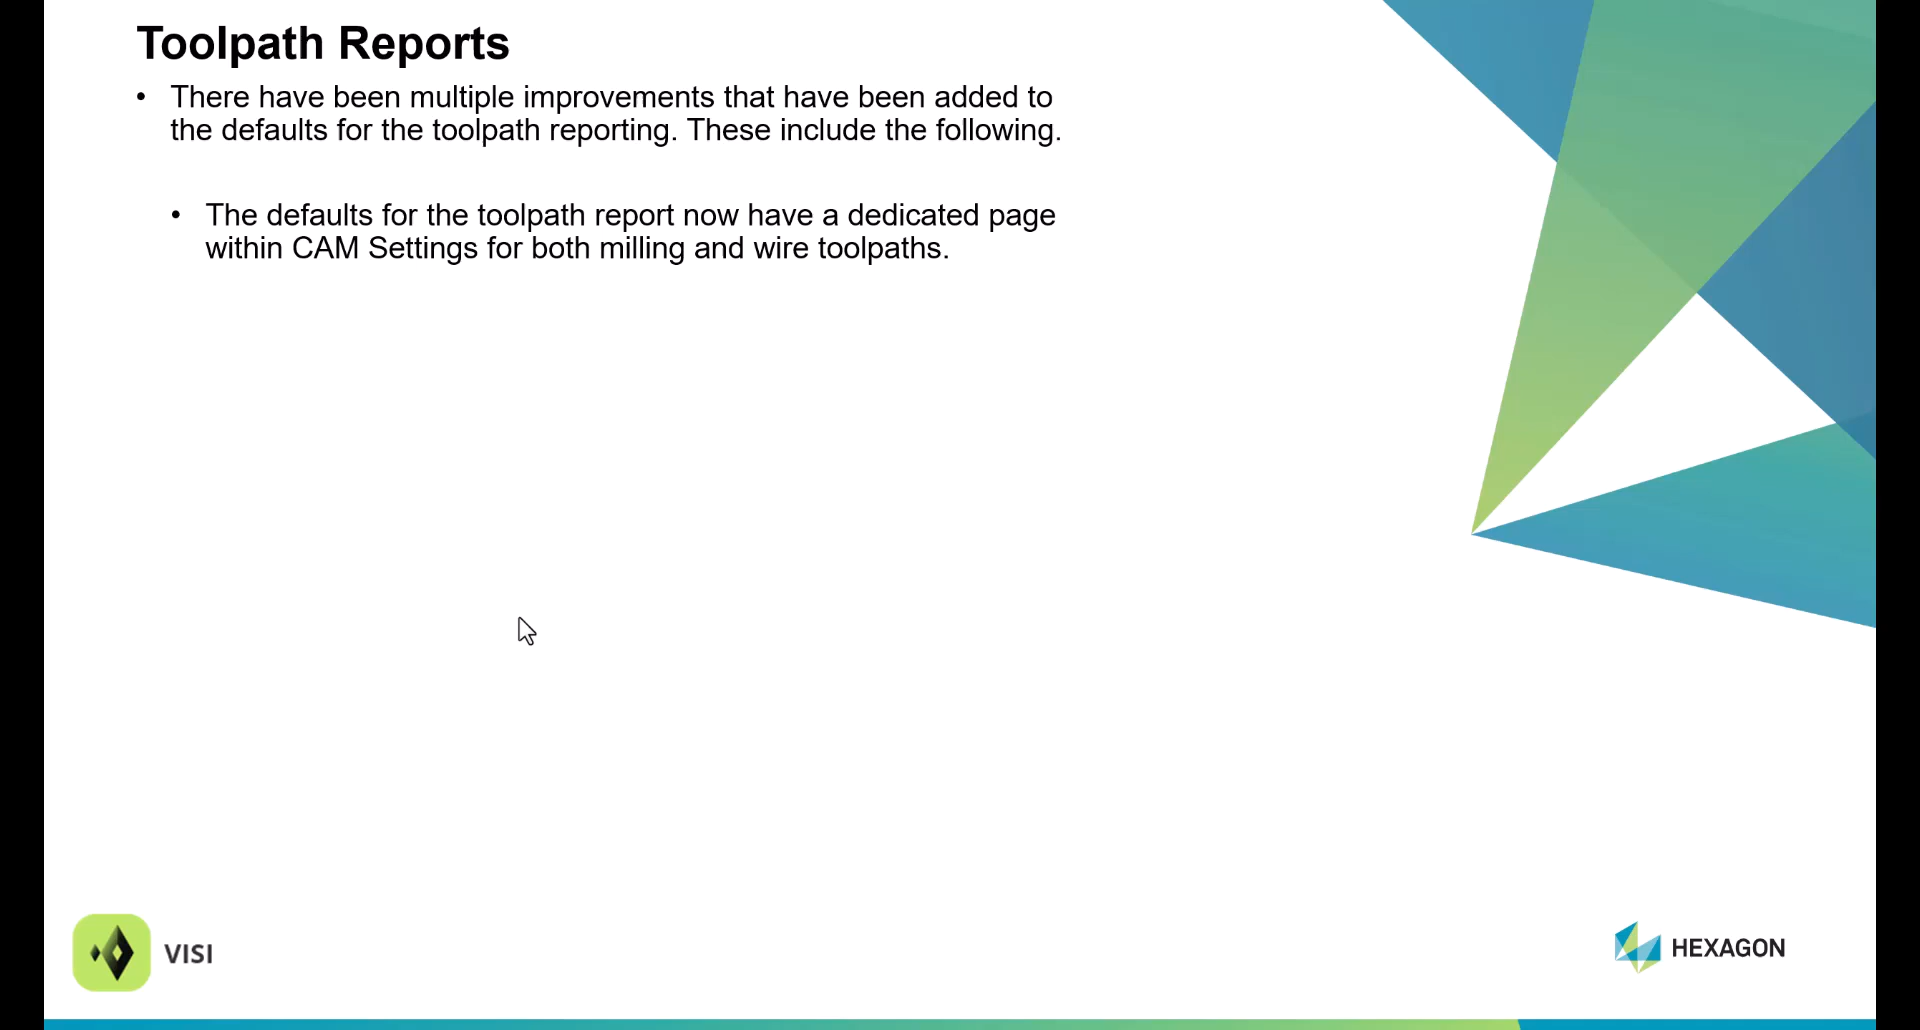 Toolpath Reports
• There have been multiple improvements that have been added to
the defaults for the toolpath reporting. These include the following.
• The defaults for the toolpath report now have a dedicated page
within CAM Settings for both milling and wire toolpaths.
VISI
HEXAGON